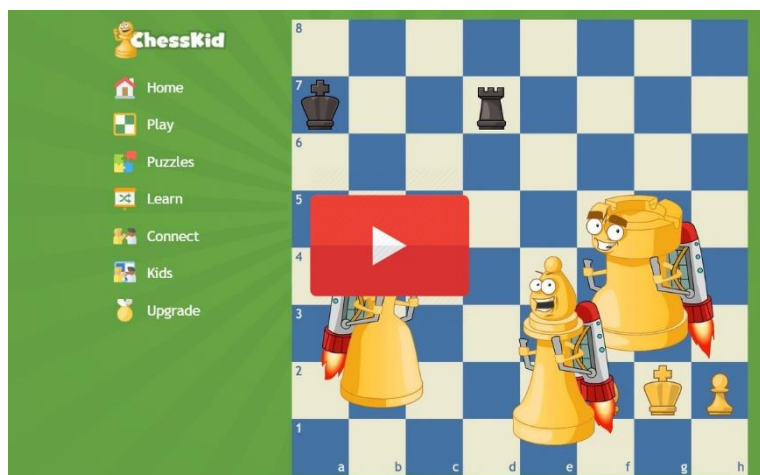 ChessKid
Home
Play
Puzzles
Learn
Connect
Kids
Upgrade
8
7
6
5
4
3
2
1
a b c d e f g h